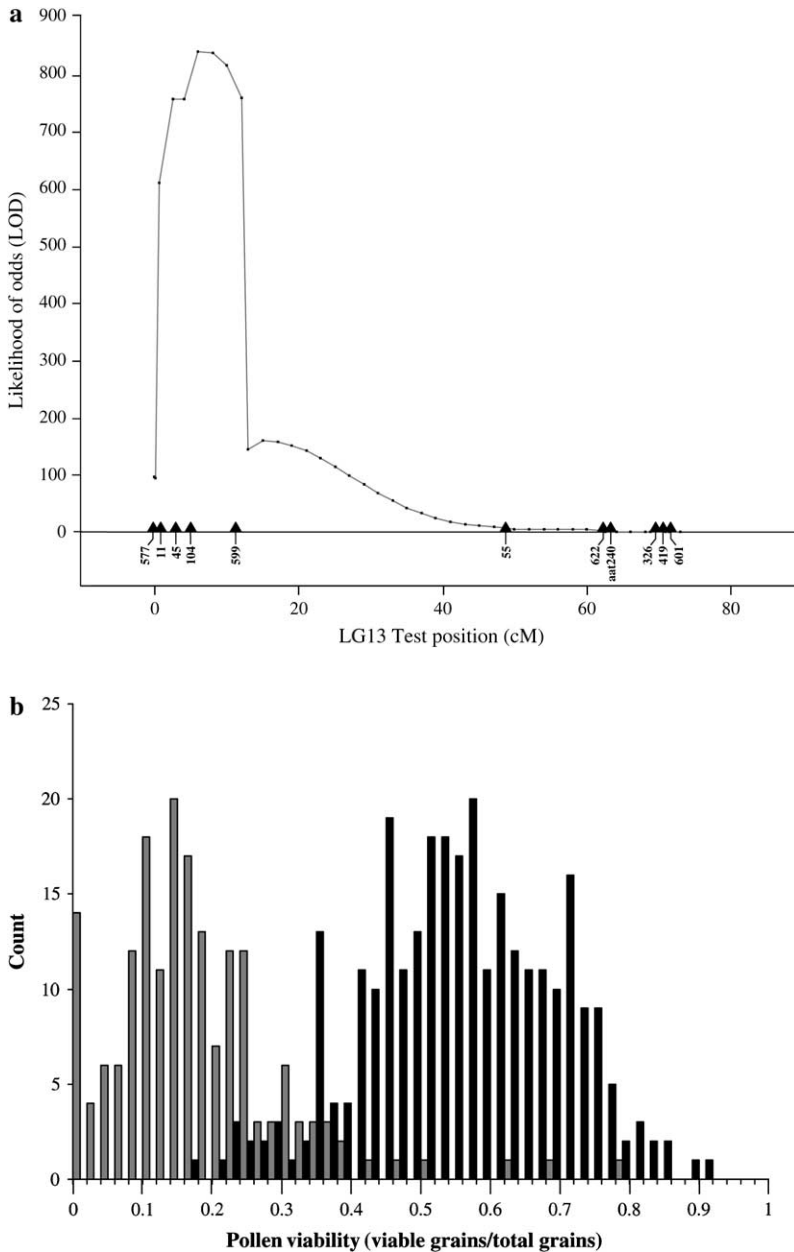 a
Likelihood of odds (LOD)
900
800
700
600
500
400
300
200
100
0
577
11
45
104
599
55
622
aat240
326
419
601
0 20 40 60 80
LG13 Test position (cM)
b
Count
25
20
15
10
5
0
0 0.1 0.2 0.3 0.4 0.5 0.6 0.7 0.8 0.9 1
Pollen viability (viable grains/total grains)